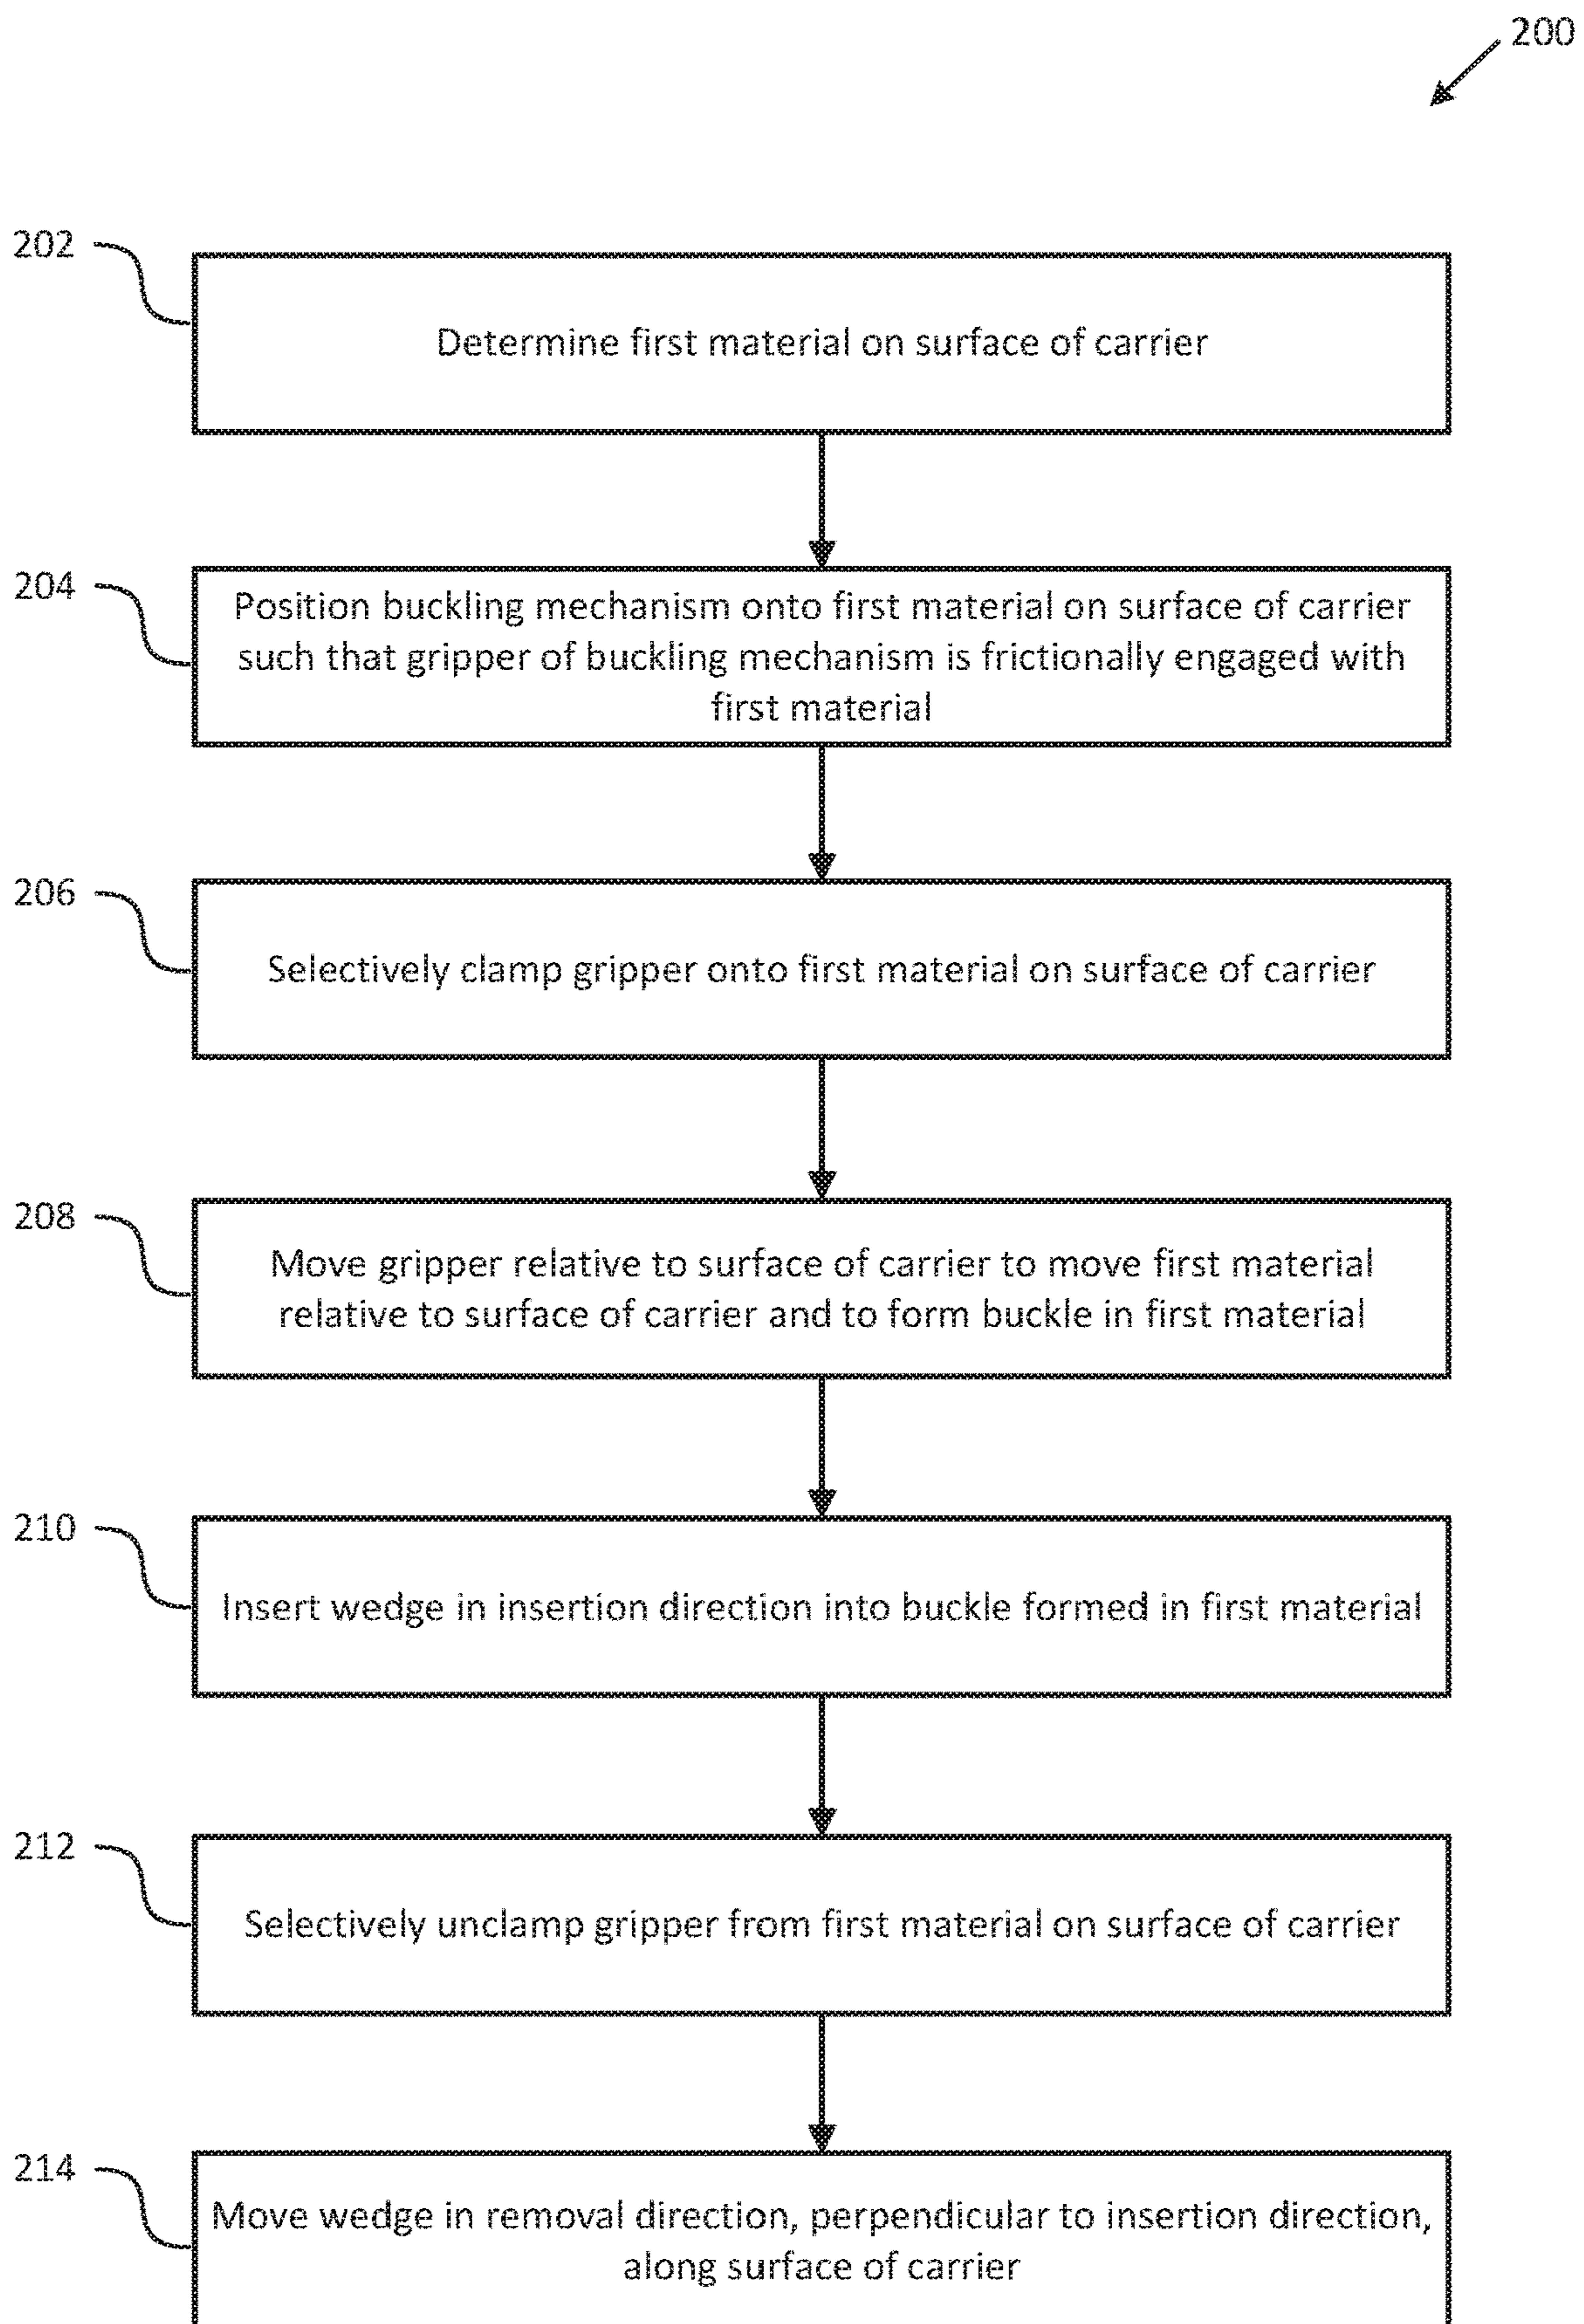 200
202
Determine first material on surface of carrier
204
Position buckling mechanism onto first material on surface of carrier
such that gripper of buckling mechanism is frictionally engaged with
first material
206
Selectively clamp gripper onto first material on surface of carrier
208
Move gripper relative to surface of carrier to move first material
relative to surface of carrier and to form buckle in first material
210
Insert wedge in insertion direction into buckle formed in first material
212
Selectively unclamp gripper from first material on surface of carrier
214
Move wedge in removal direction, perpendicular to insertion direction,
along surface of carrier